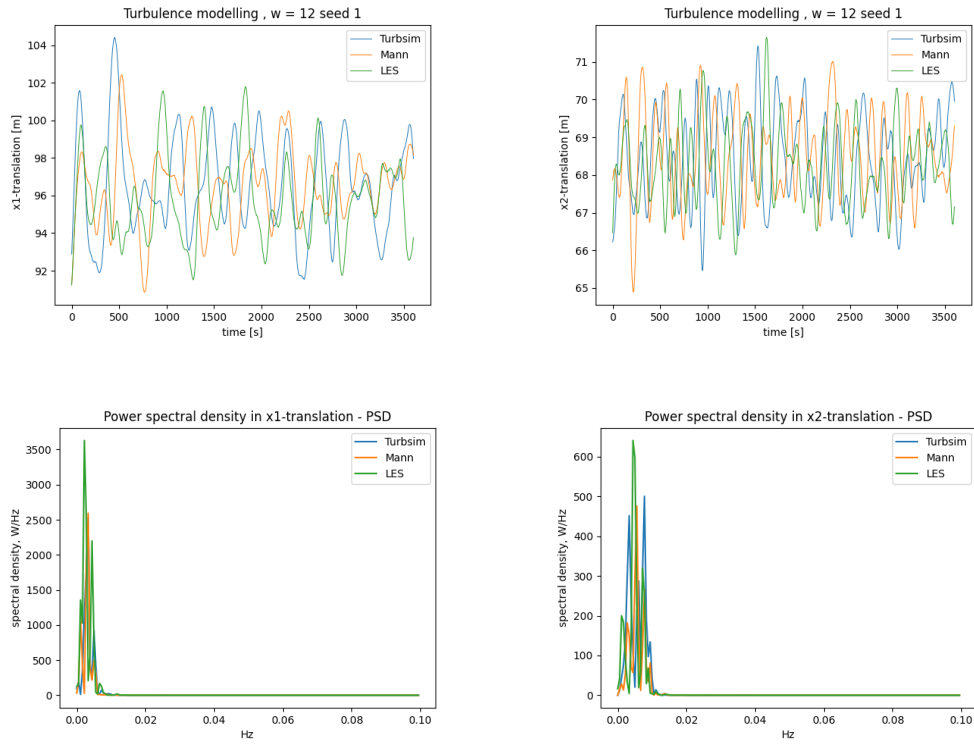 Turbulence modelling , w = 12 seed 1
x1-translation [m]
104
102
100
98
96
94
92
Turbsim
Mann
LES
0
500
1000
1500
2000
2500
3000
3500
time [s]
Turbulence modelling , w = 12 seed 1
x2-translation [m]
71
70
69
68
67
66
65
Turbsim
Mann
LES
0
500
1000
1500
2000
2500
3000
3500
time [s]
Power spectral density in x1-translation - PSD
spectral density, W/Hz
3500
3000
2500
2000
1500
1000
500
0
Turbsim
Mann
LES
0.00
0.02
0.04
0.06
0.08
0.10
Hz
Power spectral density in x2-translation - PSD
spectral density, W/Hz
600
500
400
300
200
100
0
Turbsim
Mann
LES
0.00
0.02
0.04
0.06
0.08
0.10
Hz